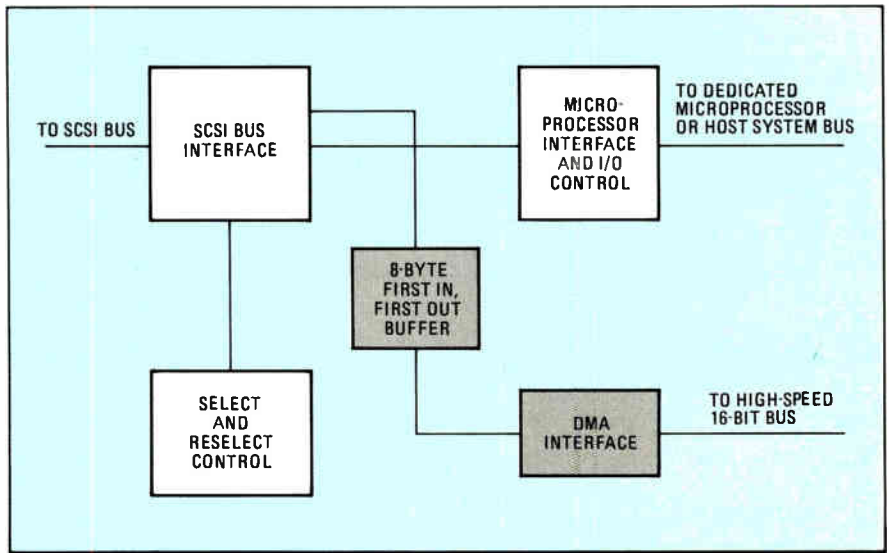 TO SCSI BUS
SCSI BUS
INTERFACE
MICRO-
PROCESSOR
INTERFACE
AND I/O
CONTROL
TO DEDICATED
MICROPROCESSOR
OR HOST SYSTEM BUS
8-BYTE
FIRST IN,
FIRST OUT
BUFFER
SELECT
AND
RESELECT
CONTROL
DMA
INTERFACE
TO HIGH-SPEED
16-BIT BUS